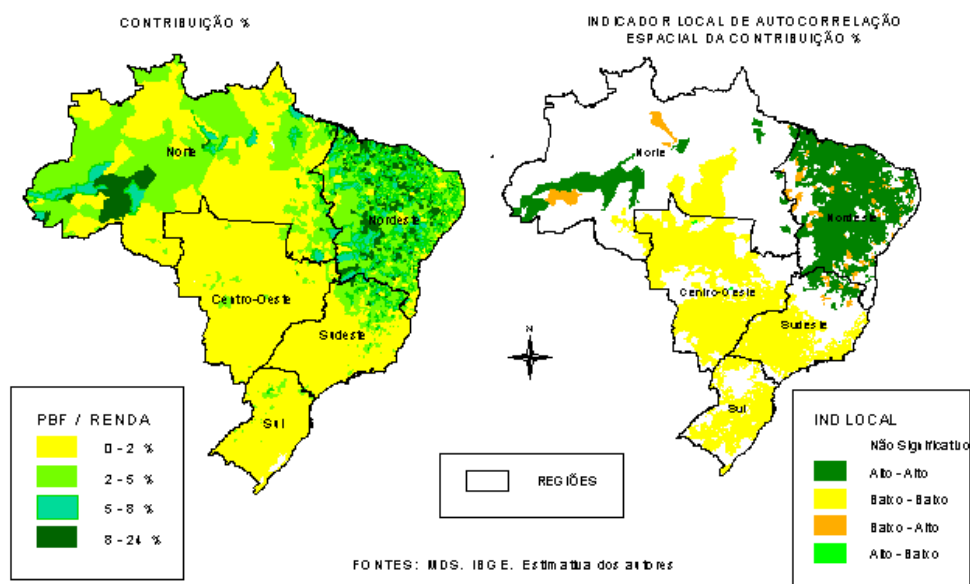 CONTRIBUIÇÃO %
INDICADOR LOCAL DE AUTOCORRELAÇÃO
ESPACIAL DA CONTRIBUIÇÃO %
Norte
Nordeste
Centro-Oeste
Sudeste
Sul
Norte
Nordeste
Centro-Oeste
Sudeste
Sul
N
PBF / RENDA
0 - 2 %
2 - 5 %
5 - 8 %
8 - 24 %
REGIÕES
IND LOCAL
Não Significativo
Alto - Alto
Baixo - Baixo
Baixo - Alto
Alto - Baixo
FONTES: MDS. IBGE. Estimativa dos autores